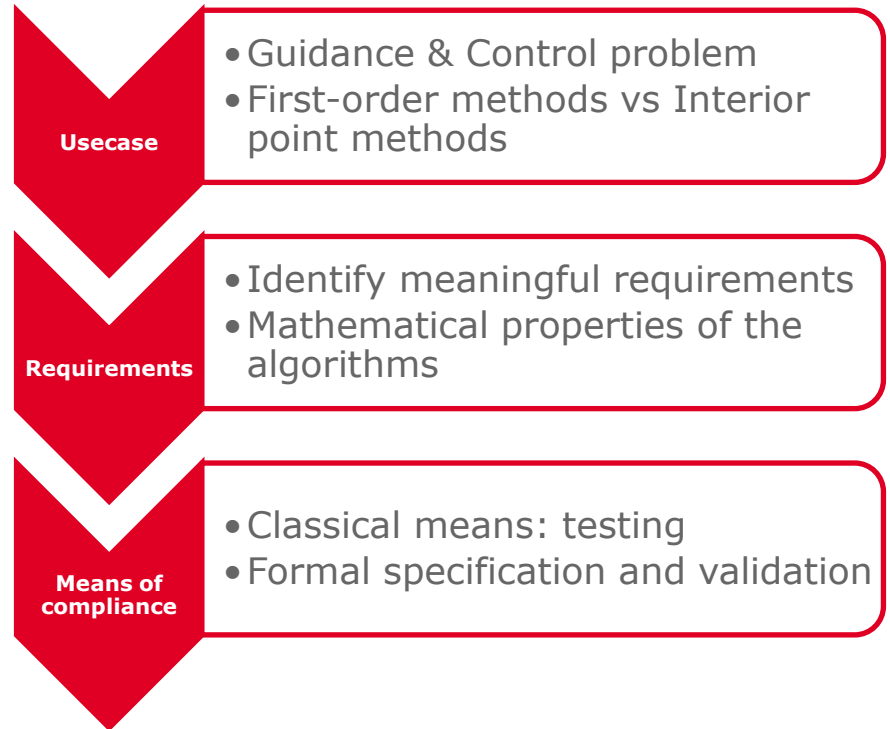 Usecase
•Guidance & Control problem
•First-order methods vs Interior
point methods
Requirements
•Identify meaningful requirements
•Mathematical properties of the
algorithms
Means of
compliance
•Classical means: testing
•Formal specification and validation